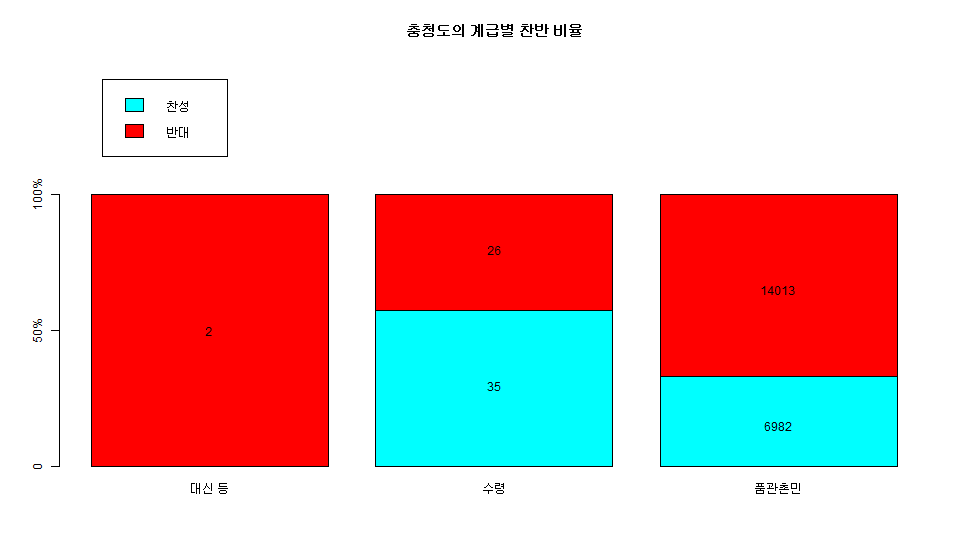 충청도의 계급별 찬반 비율
찬성
반대
100%
50%
0
2
26
35
14013
6982
대신 등
수령
품관촌민